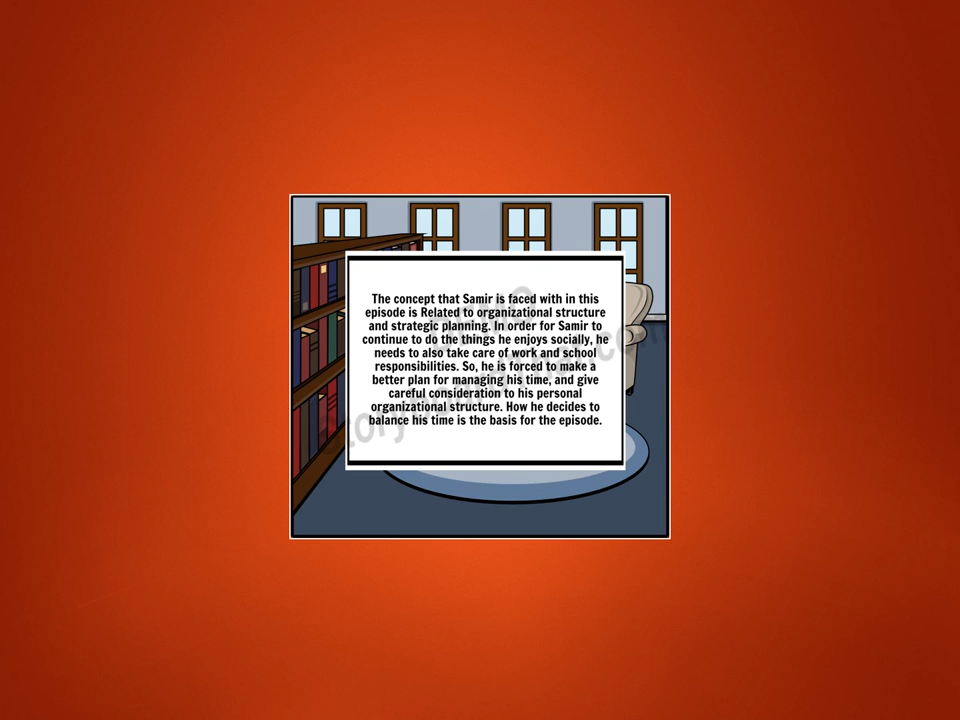 The concept that Samir is faced with in this
episode is Related to organizational structure
and strategic planning. In order for Samir to
continue to do the things he enjoys socially, he
needs to also take care of work and school
responsibilities. So, he is forced to make a
better plan for managing his time, and give
careful consideration to his personal
organizational structure. How he decides to
balance his time is the basis for the episode.